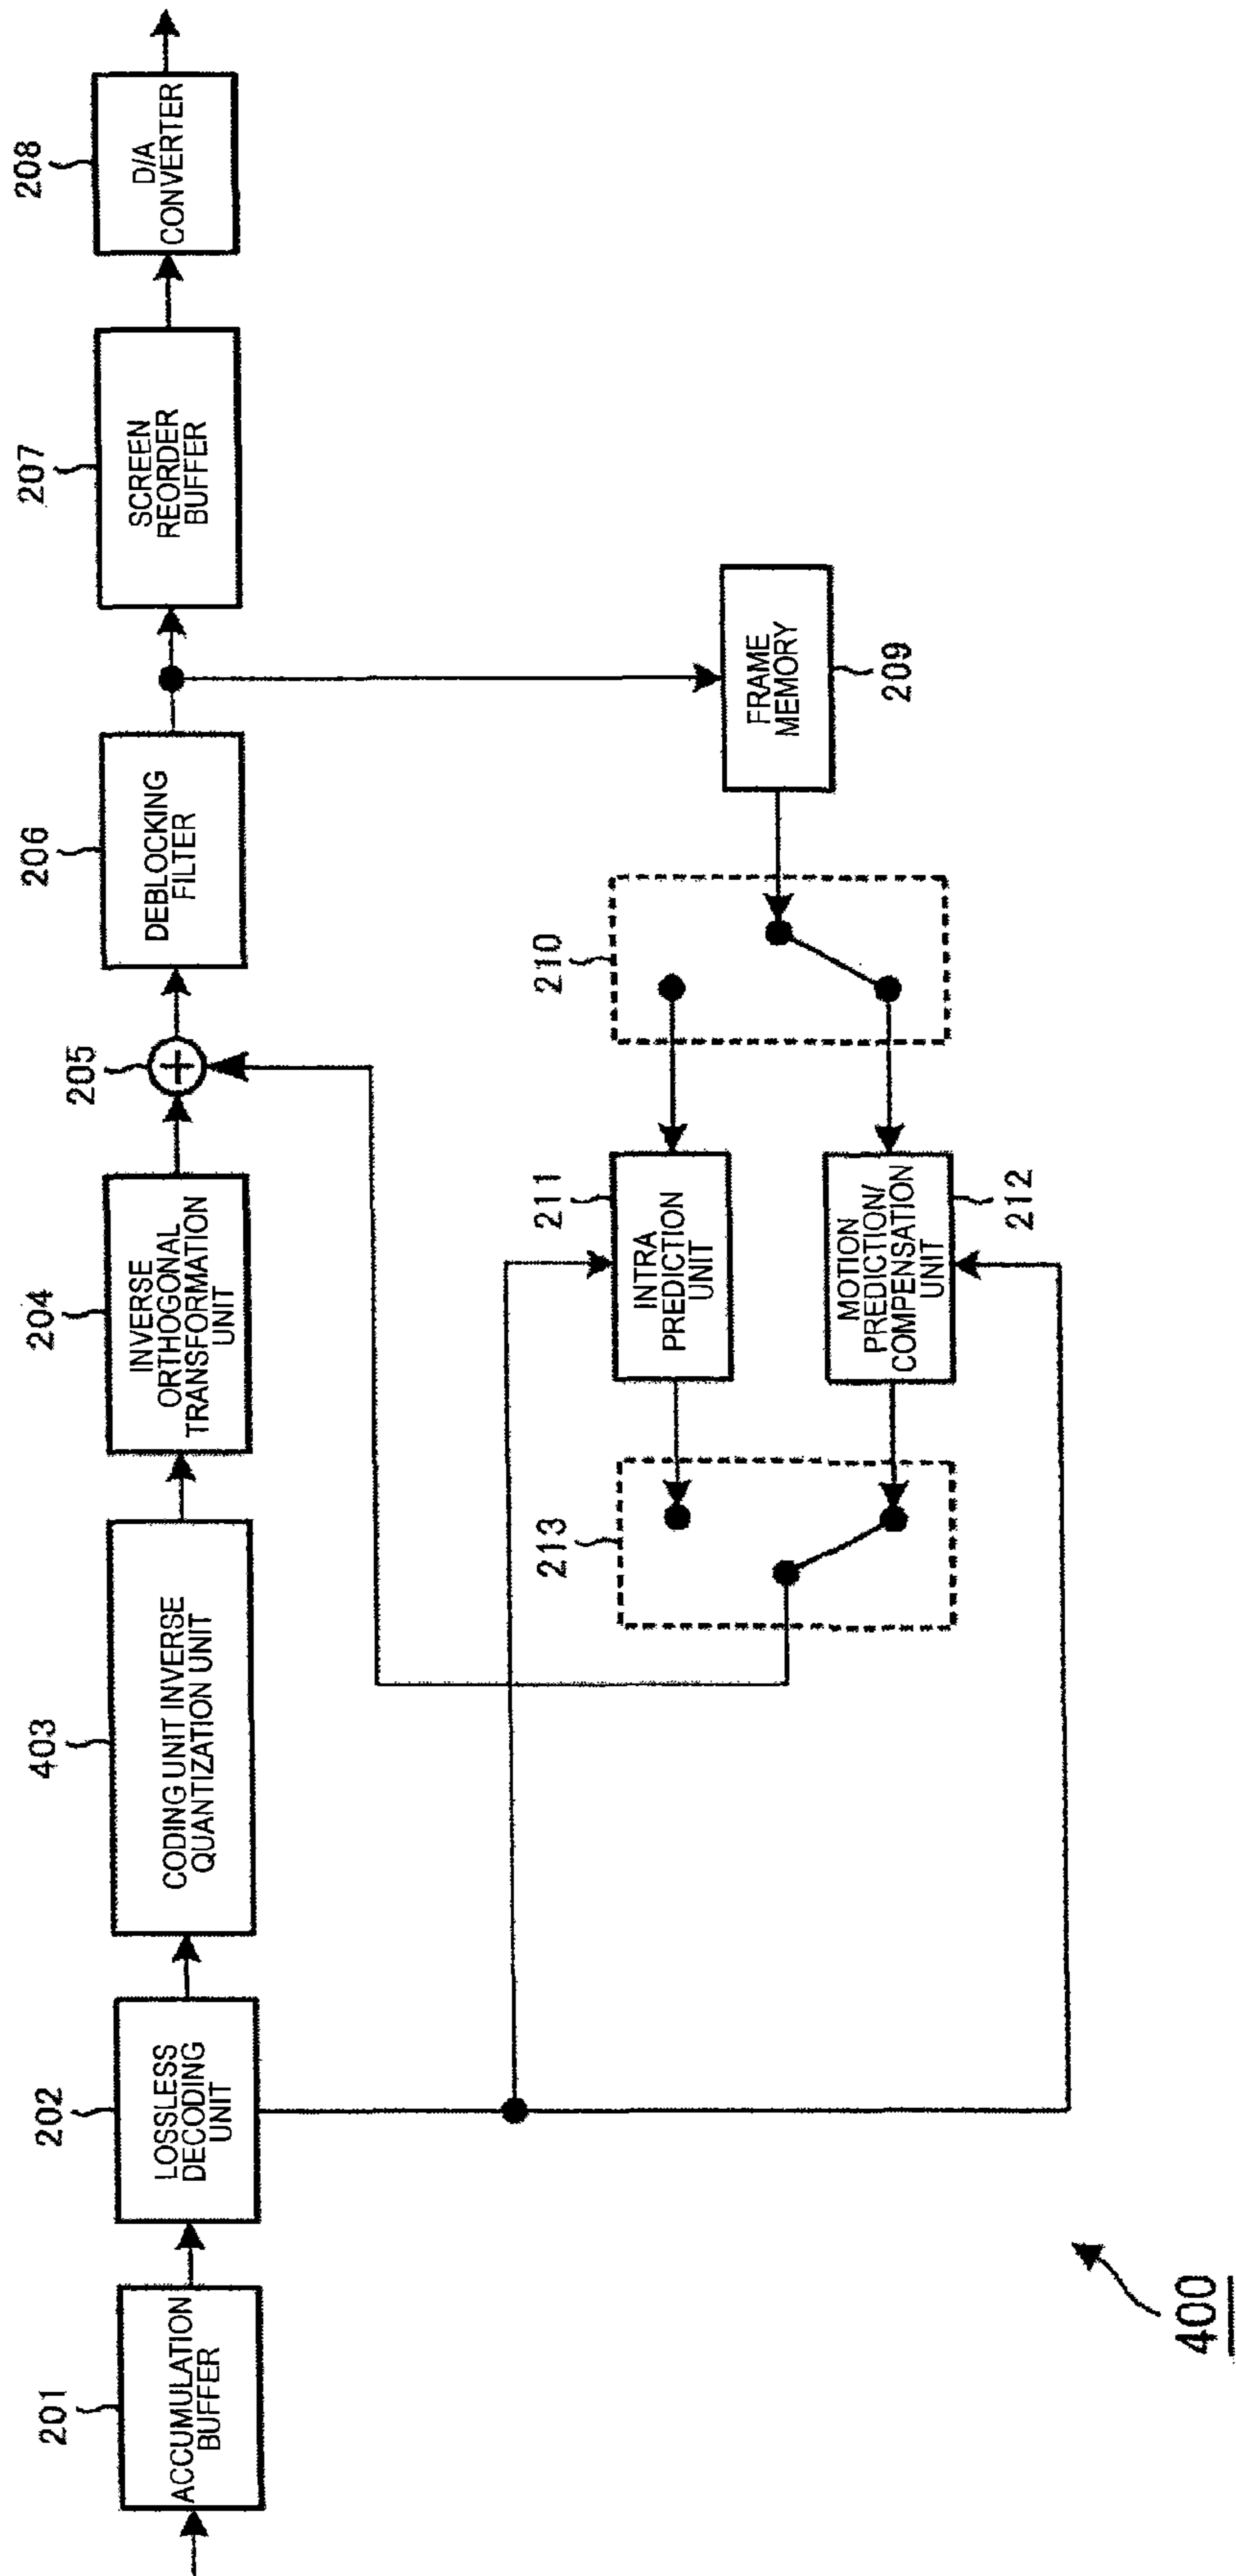 201
ACCUMULATION
BUFFER
202
LOSSLESS
DECODING
UNIT
403
CODING UNIT INVERSE
QUANTIZATION UNIT
204
INVERSE
ORTHOGONAL
TRANSFORMATION
UNIT
205
+
206
DEBLOCKING
FILTER
207
SCREEN
REORDER
BUFFER
208
D/A
CONVERTER
213
211
INTRA
PREDICTION
UNIT
210
FRAME
MEMORY
209
MOTION
PREDICTION/
COMPENSATION
UNIT
212
400